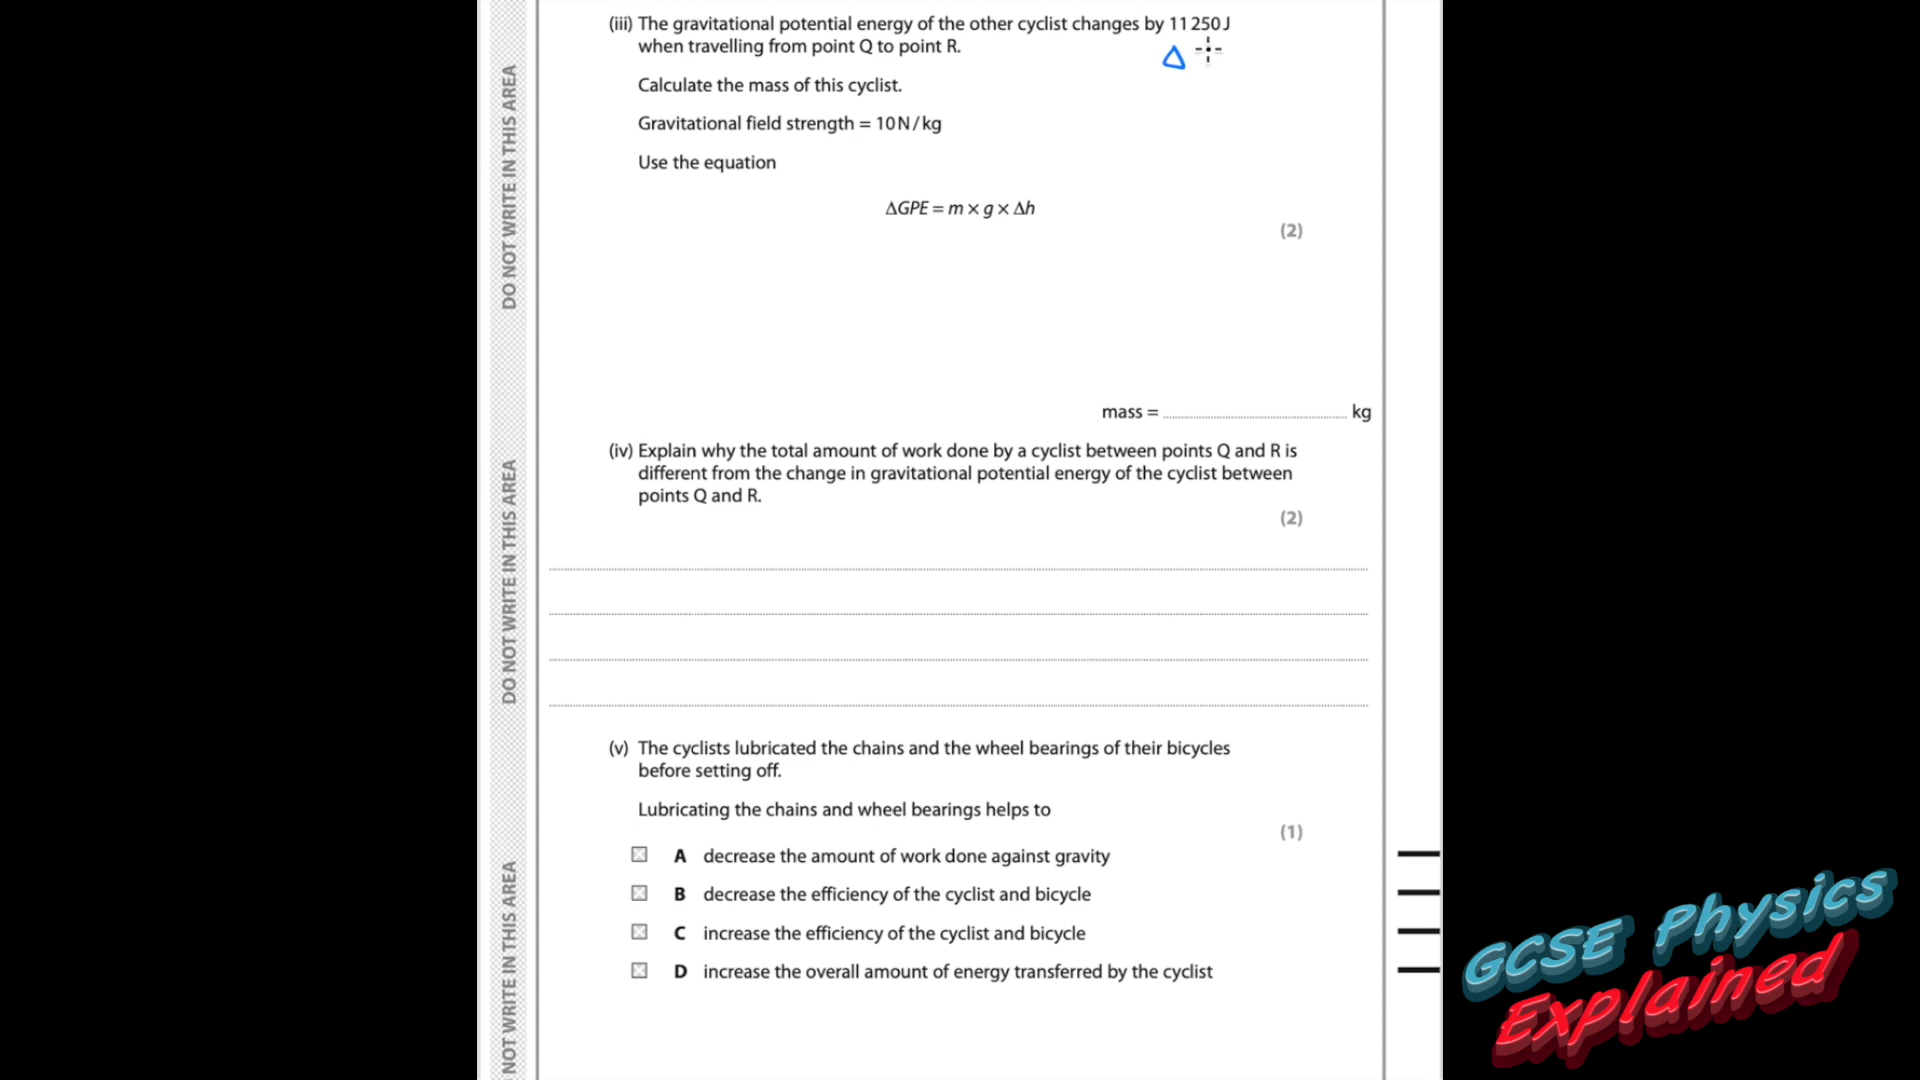 (iii) The gravitational potential energy of the other cyclist changes by 11 250 J
when travelling from point Q to point R.
Δ
Calculate the mass of this cyclist.
Gravitational field strength = 10 N/kg
Use the equation
ΔGPE = m × g × Δh
(2)
mass = ........................................ kg
(iv) Explain why the total amount of work done by a cyclist between points Q and R is
different from the change in gravitational potential energy of the cyclist between
points Q and R.
(2)
(v) The cyclists lubricated the chains and the wheel bearings of their bicycles
before setting off.
Lubricating the chains and wheel bearings helps to
(1)
A decrease the amount of work done against gravity
B decrease the efficiency of the cyclist and bicycle
C increase the efficiency of the cyclist and bicycle
D increase the overall amount of energy transferred by the cyclist
DO NOT WRITE IN THIS AREA
DO NOT WRITE IN THIS AREA
NOT WRITE IN THIS AREA
GCSE Physics
Explained